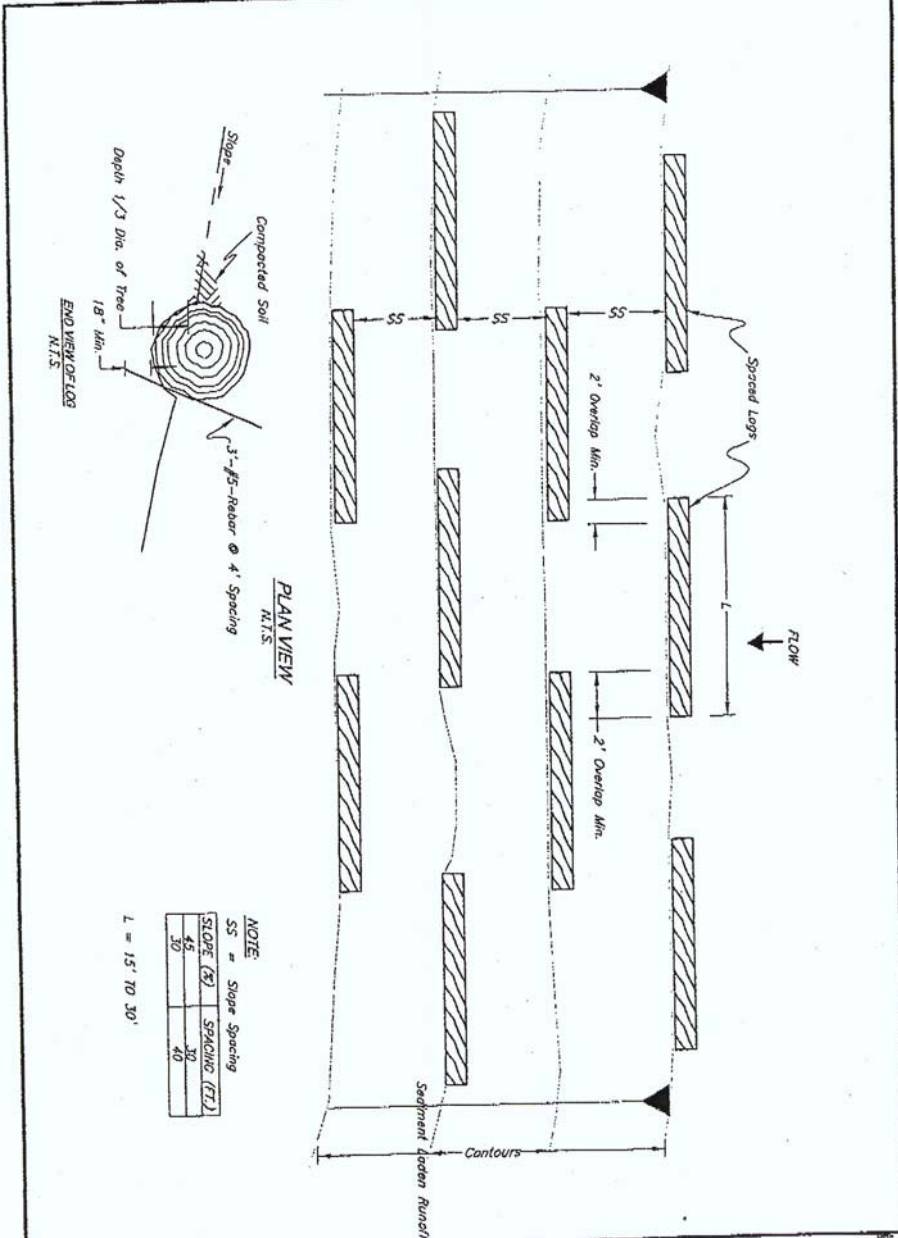 FLOW
L
Spaced Logs
2' Overlap Min.
2' Overlap Min.
SS
SS
SS
Contours
Sediment Laden Runoff
PLAN VIEW
N.T.S.
Slope
Compacted Soil
Depth 1/3 Dia. of Tree
18" Min.
3'-#5-Rebar @ 4' Spacing
END VIEW OF LOG
N.T.S.
NOTE:
SS = Slope Spacing
SLOPE (%) SPACING (FT.)
45 30
30 40
L = 15' TO 30'